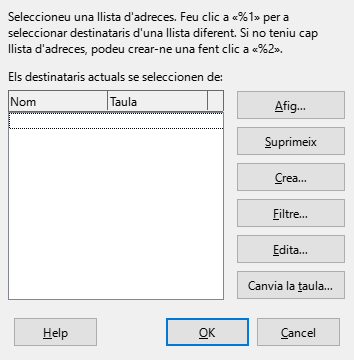 Seleccioneu una llista d'adreces. Feu clic a «%1» per a
seleccionar destinataris d'una llista diferent. Si no teniu cap
llista d'adreces, podeu crear-ne una fent clic a «%2».
Els destinataris actuals se seleccionen de:
Nom Taula
Afig...
Suprimeix
Crea...
Filtre...
Edita...
Canvia la taula...
Help OK Cancel